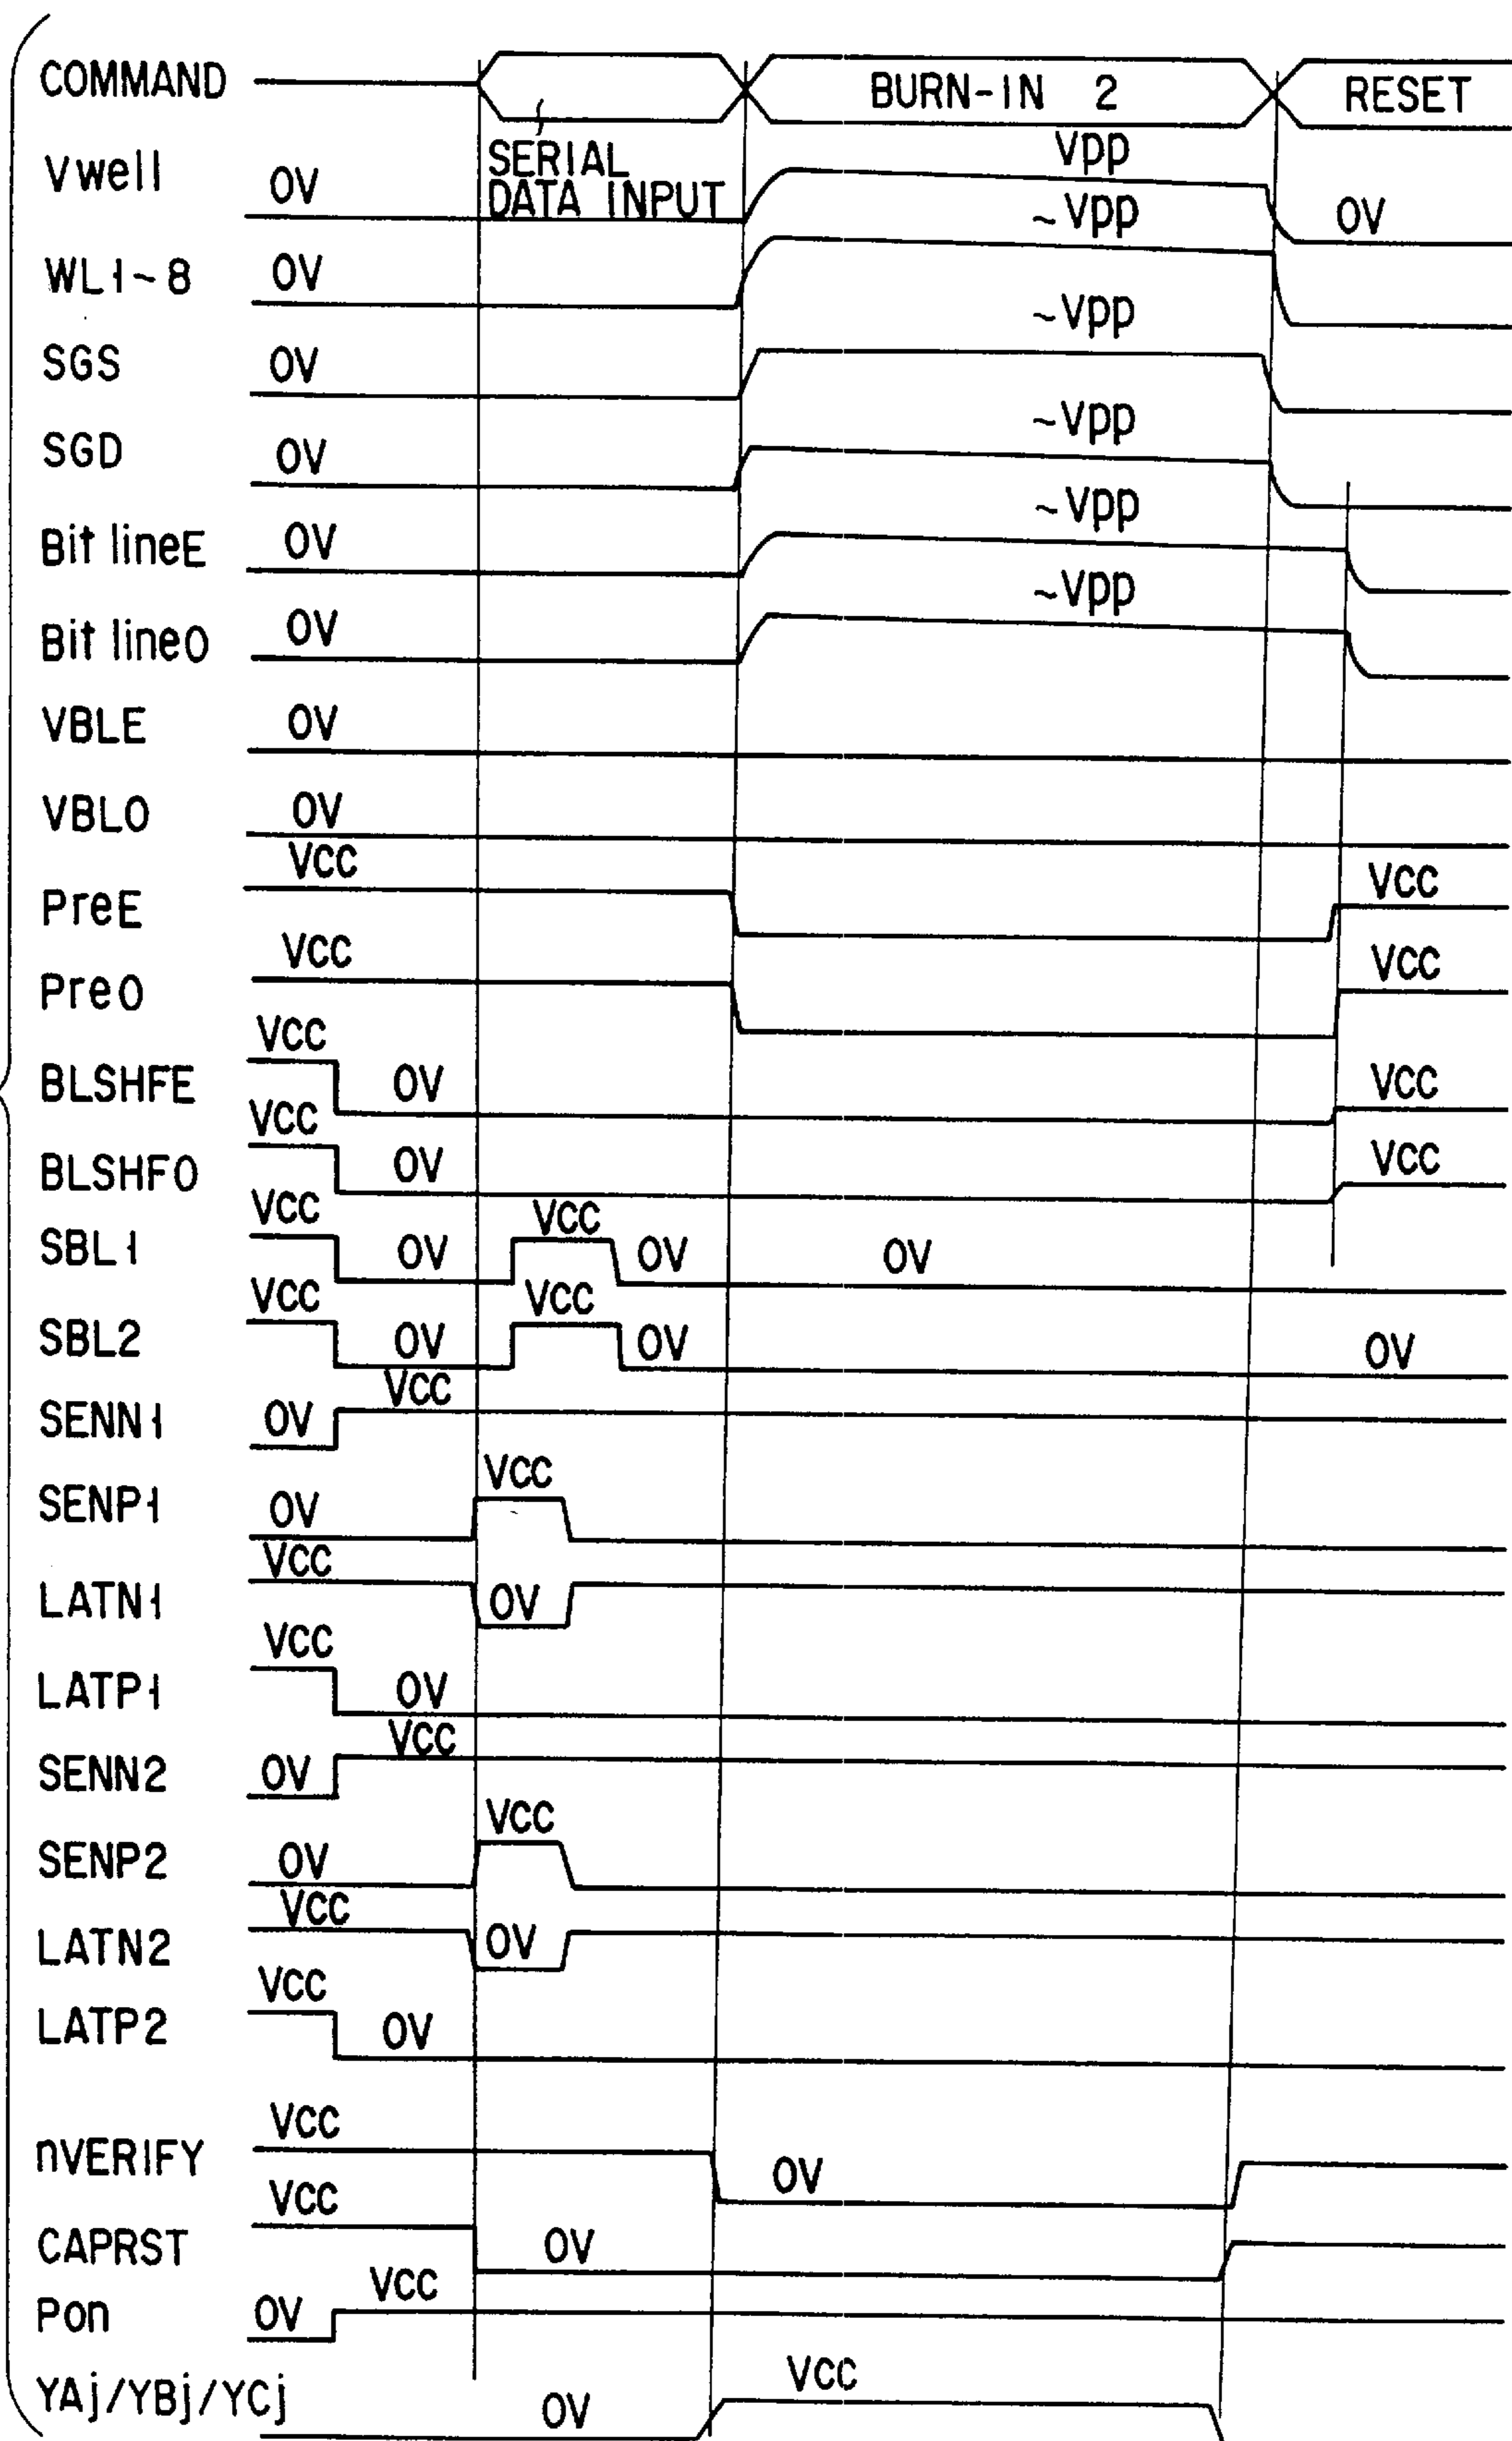 COMMAND BURN-IN 2 RESET
SERIAL
DATA INPUT
Vwell 0V Vpp 0V
WL1~8 0V ~Vpp
SGS 0V ~Vpp
SGD 0V ~Vpp
Bit lineE 0V ~Vpp
Bit lineO 0V ~Vpp
VBLE 0V
VBLO 0V
PreE VCC VCC
PreO VCC VCC
BLSHFE VCC 0V VCC
BLSHFO VCC 0V VCC
SBL1 VCC 0V VCC 0V 0V
SBL2 VCC 0V VCC 0V 0V
SENN1 0V VCC
SENP1 0V VCC
LATN1 VCC 0V
LATP1 VCC 0V
SENN2 0V VCC
SENP2 0V VCC
LATN2 VCC 0V
LATP2 VCC 0V
nVERIFY VCC 0V
CAPRST VCC 0V
Pon 0V VCC
YAj/YBj/YCj 0V VCC